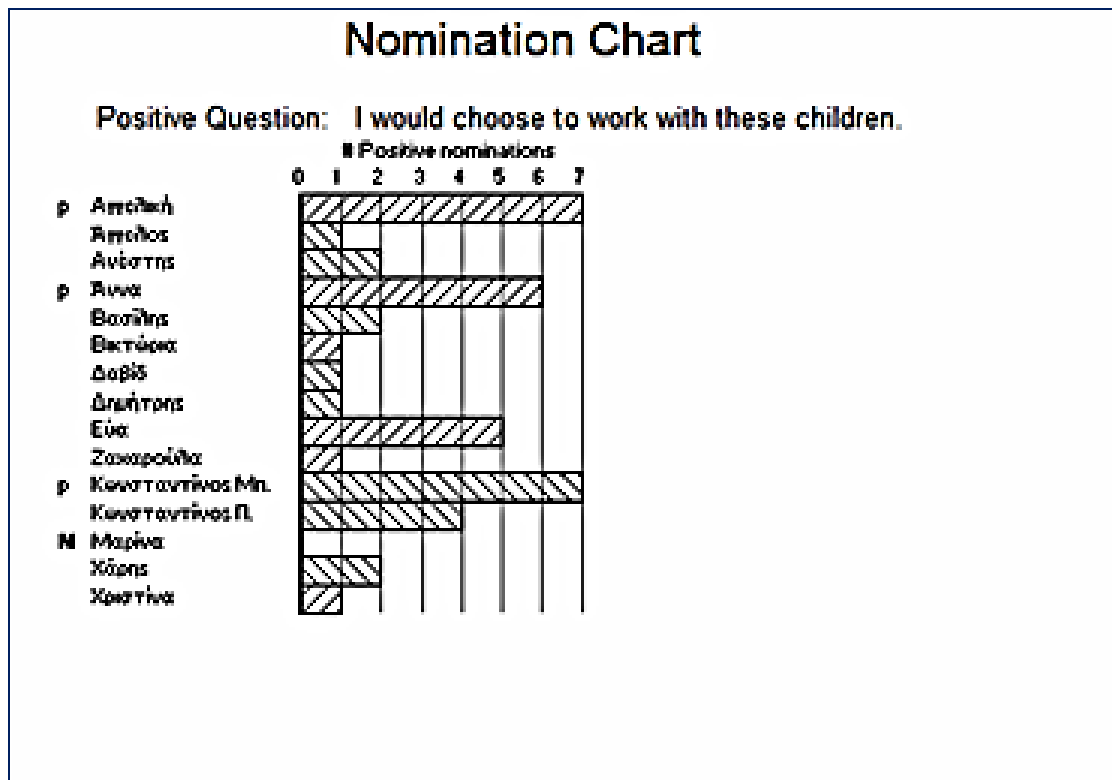 Nomination Chart
Positive Question: I would choose to work with these children.
# Positive nominations
0 1 2 3 4 5 6 7
P Αγγελική
Άγγελος
Ανέστης
P Άννα
Βασίλης
Βικτώρια
Δαβίδ
Δημήτρης
Εύα
Ζαχαρούλα
P Κωνσταντίνος Μπ.
Κωνσταντίνος Π.
N Μαρίνα
Χάρης
Χριστίνα